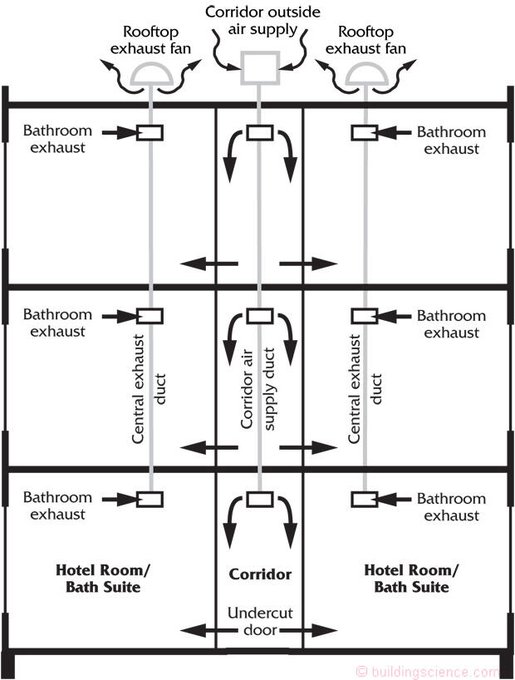 Rooftop
exhaust fan
Corridor outside
air supply
Rooftop
exhaust fan
Bathroom
exhaust
Bathroom
exhaust
Bathroom
exhaust
Bathroom
exhaust
Central exhaust
duct
Corridor air
supply duct
Central exhaust
duct
Bathroom
exhaust
Bathroom
exhaust
Hotel Room/
Bath Suite
Corridor
Hotel Room/
Bath Suite
Undercut
door
© buildingscience.com